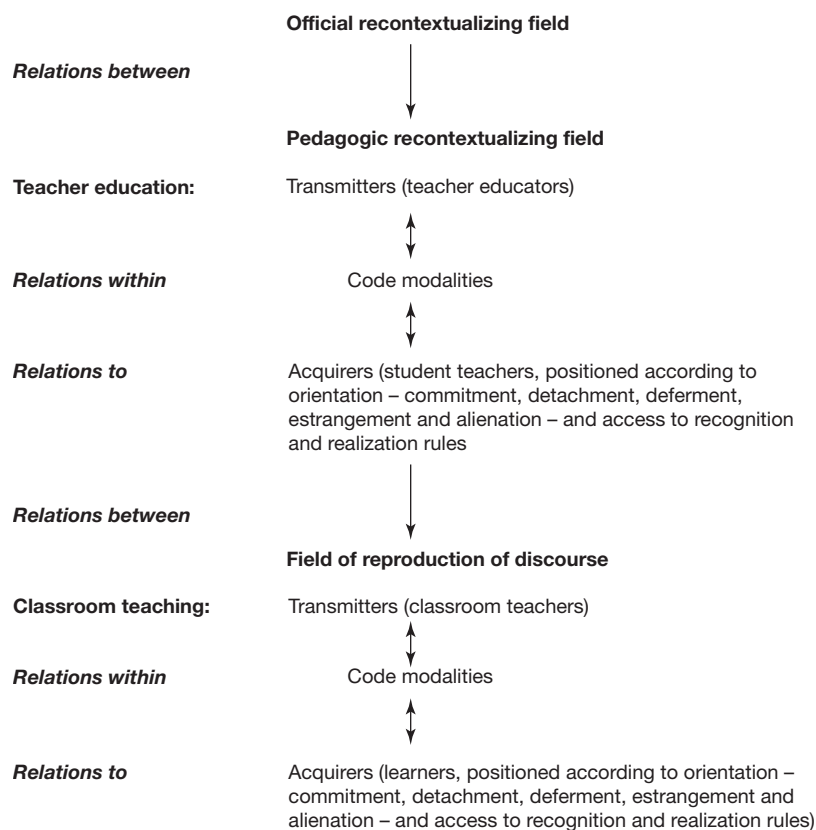 Official recontextualizing field
Relations between
Pedagogic recontextualizing field
Teacher education: Transmitters (teacher educators)
Relations within Code modalities
Relations to Acquirers (student teachers, positioned according to
orientation – commitment, detachment, deferment,
estrangement and alienation – and access to recognition
and realization rules
Relations between
Field of reproduction of discourse
Classroom teaching: Transmitters (classroom teachers)
Relations within Code modalities
Relations to Acquirers (learners, positioned according to orientation –
commitment, detachment, deferment, estrangement and
alienation – and access to recognition and realization rules)